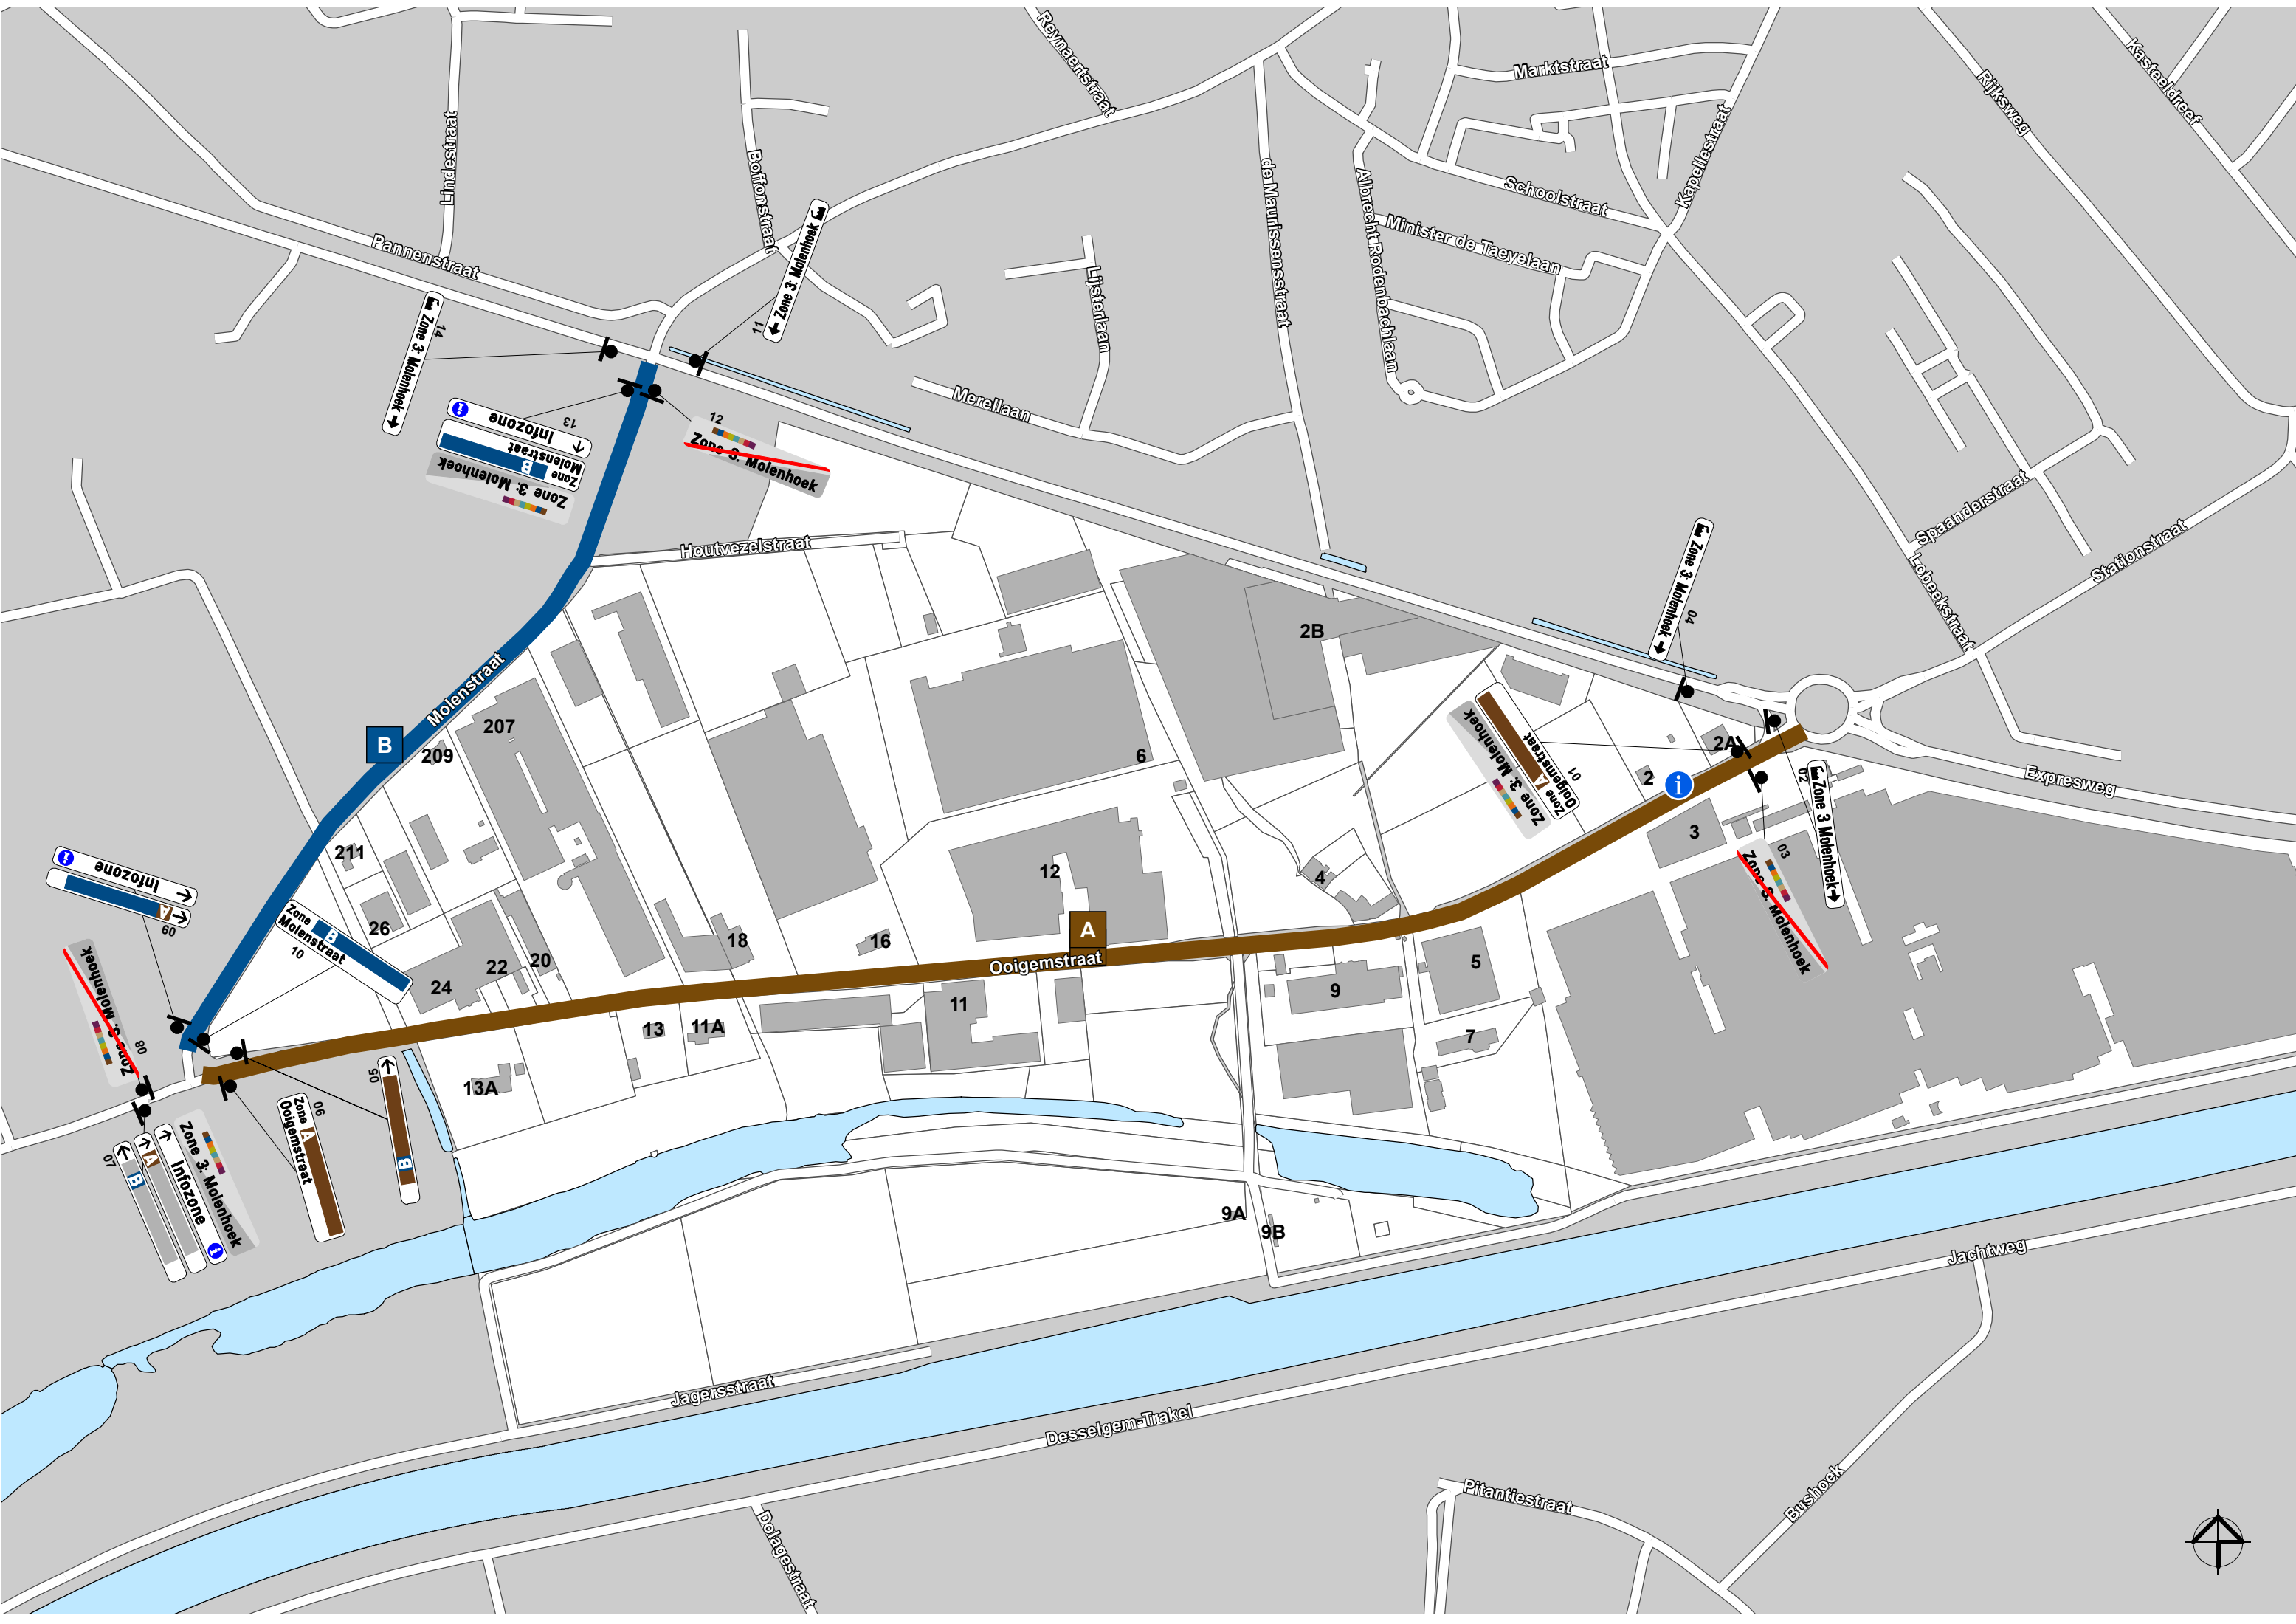 Reynaertstraat
Marktstraat
Kasteeldreef
Rijksweg
Lindestraat
Boffonstraat
de Maurissensstraat
Albrecht Rodenbachlaan
Schoolstraat
Kapellestraat
Minister de Taeyelaan
Pannenstraat
Lijsterlaan
Merellaan
Zone 3: Molenhoek
11
Zone 3: Molenhoek
14
Infozone
13
Zone B
Molenstraat
Zone 3: Molenhoek
12
Zone 3: Molenhoek
Houtvezelstraat
Spaanderstraat
Stationstraat
Lobeekstraat
Zone 3: Molenhoek
04
2B
Molenstraat
B
207
209
6
Zone A
Ooigemstraat
01
Zone 3: Molenhoek
2A
2
i
3
02
Zone 3 Molenhoek
Expresweg
03
Zone 3: Molenhoek
211
12
4
Infozone
A
09
26
Zone B
Molenstraat
10
18
16
A
Ooigemstraat
22
20
24
5
9
11
13
11A
7
13A
Zone 3: Molenhoek
08
05
B
06
Zone A
Ooigemstraat
07
B
A
Infozone
Zone 3: Molenhoek
9A
9B
Jachtweg
Jagersstraat
Desselgem-Trakel
Pitantiestraat
Bushoek
Dolagestraat